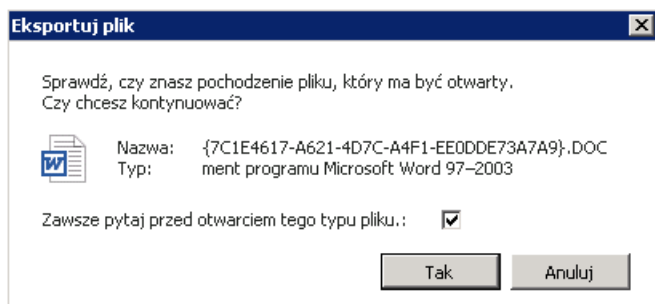 Eksportuj plik
Sprawdź, czy znasz pochodzenie pliku, który ma być otwarty.
Czy chcesz kontynuować?
Nazwa: {7C1E4617-A621-4D7C-A4F1-EE0DDE73A7A9}.DOC
Typ: ment programu Microsoft Word 97–2003
Zawsze pytaj przed otwarciem tego typu pliku.:
Tak Anuluj